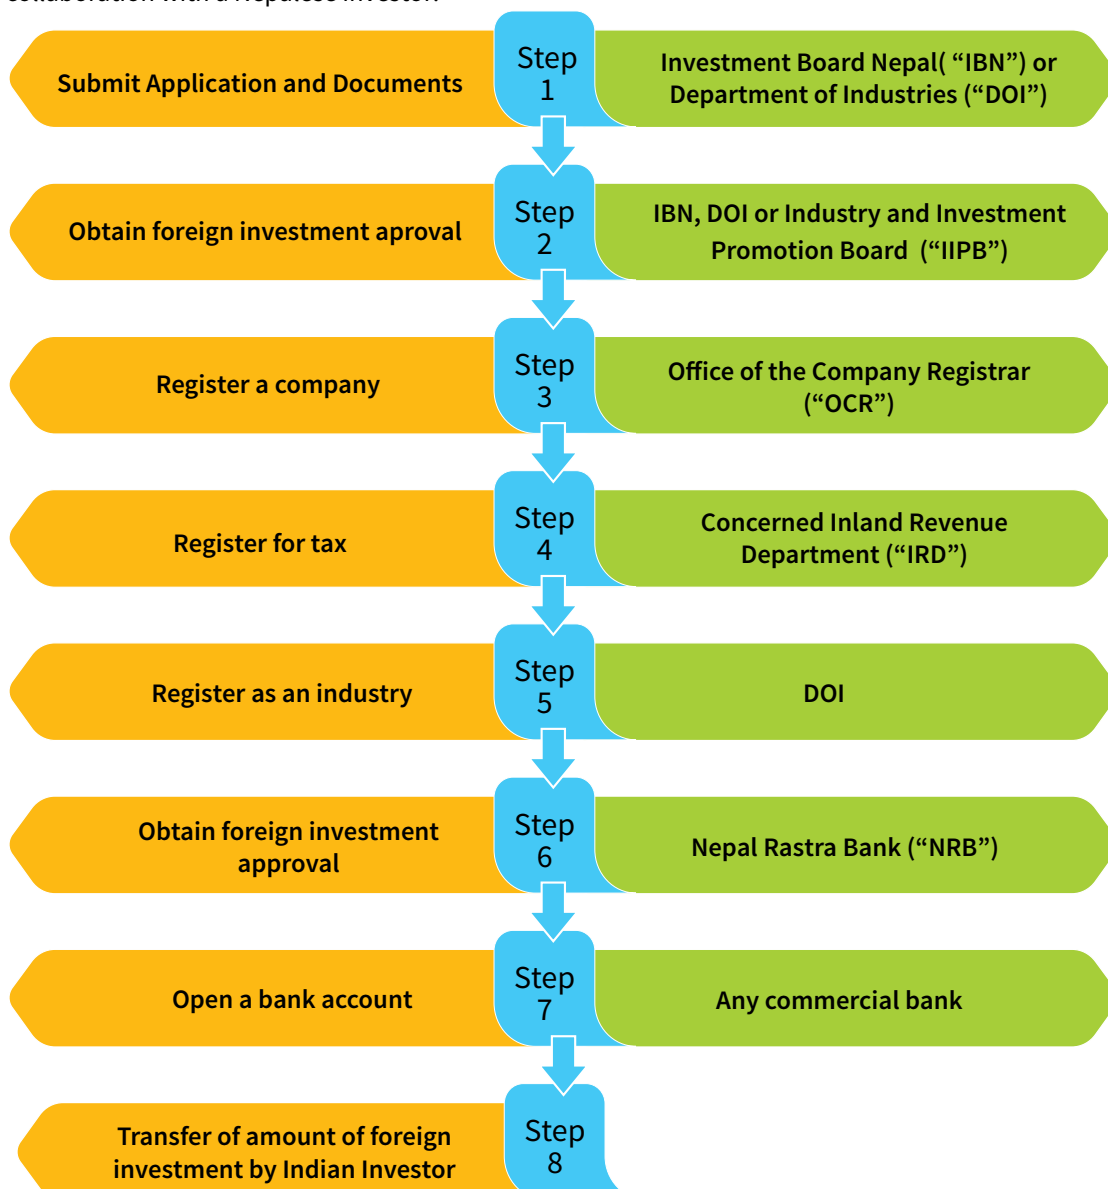 collaboration with a Nepalese investor.
Submit Application and Documents
Step
1
Investment Board Nepal( “IBN”) or
Department of Industries (“DOI”)
Obtain foreign investment aproval
Step
2
IBN, DOI or Industry and Investment
Promotion Board (“IIPB”)
Register a company
Step
3
Office of the Company Registrar
(“OCR”)
Register for tax
Step
4
Concerned Inland Revenue
Department (“IRD”)
Register as an industry
Step
5
DOI
Obtain foreign investment
approval
Step
6
Nepal Rastra Bank (“NRB”)
Open a bank account
Step
7
Any commercial bank
Transfer of amount of foreign
investment by Indian Investor
Step
8